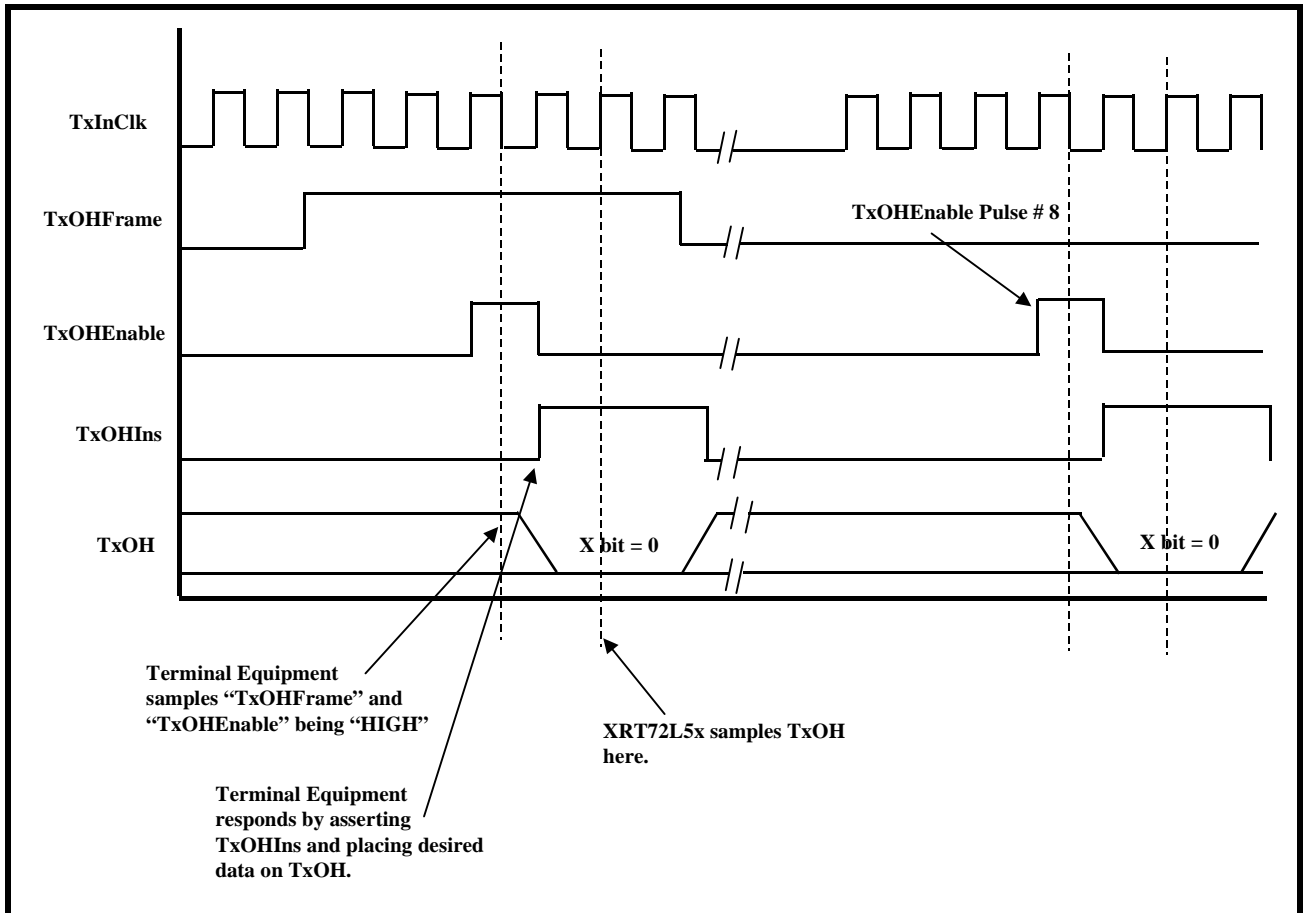 TxInClk
TxOHFrame
TxOHEnable Pulse # 8
TxOHEnable
TxOHIns
TxOH
X bit = 0
X bit = 0
Terminal Equipment
samples “TxOHFrame” and
“TxOHEnable” being “HIGH”
XRT72L5x samples TxOH
here.
Terminal Equipment
responds by asserting
TxOHIns and placing desired
data on TxOH.